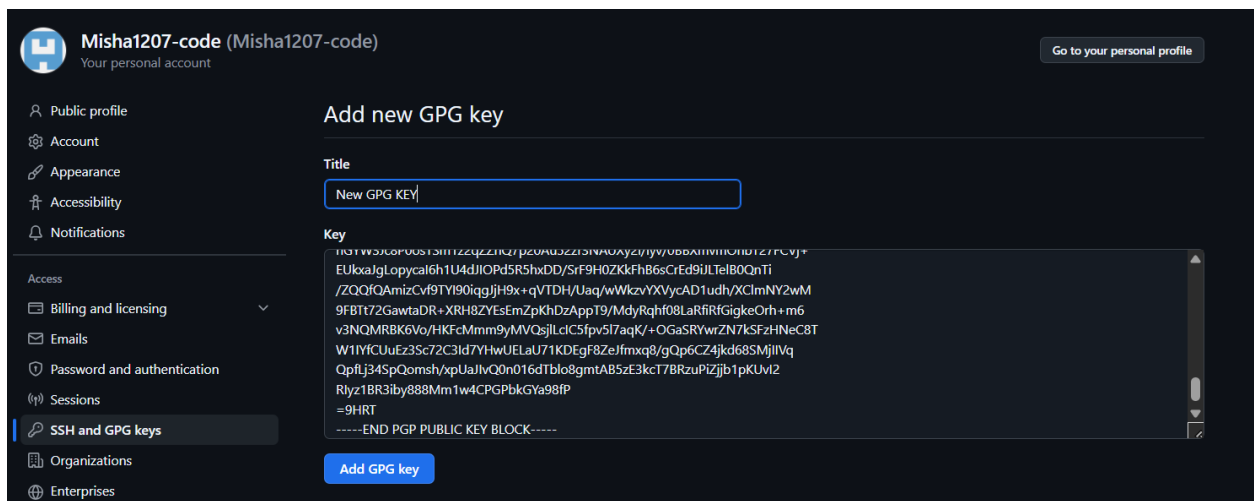 Misha1207-code (Misha1207-code)
Your personal account
Go to your personal profile
Public profile
Account
Appearance
Accessibility
Notifications
Access
Billing and licensing
Emails
Password and authentication
Sessions
SSH and GPG keys
Organizations
Enterprises
Add new GPG key
Title
New GPG KEY
Key
EUkxaJgLopycaI6h1U4dJIOPd5R5hxDD/SrF9H0ZKkFhB6sCrEd9iJLTelB0QnTi
/ZQQfQAmizCvf9TYI90iqgJjH9x+qVTDH/Uaq/wWkzvYXVycAD1udh/XClmNY2wM
9FBTt72GawtaDR+XRH8ZYEsEmZpKhDzAppT9/MdyRqhf08LaRfiRfGigkeOrh+m6
v3NQMRBK6Vo/HKFcMmm9yMVQsjlLcIC5fpv5l7aqK/+OGaSRYwrZN7kSFzHNeC8T
W1IYfCUuEz3Sc72C3Id7YHwUELaU71KDEgF8ZeJfmxq8/gQp6CZ4jkd68SMjIIVq
QpfLj34SpQomsh/xpUaJIvQ0n016dTblo8gmtAB5zE3kcT7BRzuPiZjjb1pKUvI2
RIyz1BR3iby888Mm1w4CPGPbkGYa98fP
=9HRT
-----END PGP PUBLIC KEY BLOCK-----
Add GPG key